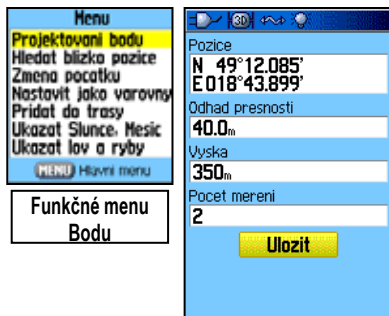 Menu
Projektovani bodu
Hledat blizko pozice
Zmena pocatku
Nastavit jako varovny
Pridat do trasy
Ukazat Slunce, Mesic
Ukazat lov a ryby
MENU Hlavni menu
Funkčné menu
Bodu
3D
Pozice
N 49°12.085'
E018°43.899'
Odhad presnosti
40.0m
Vyska
350m
Pocet mereni
2
Ulozit